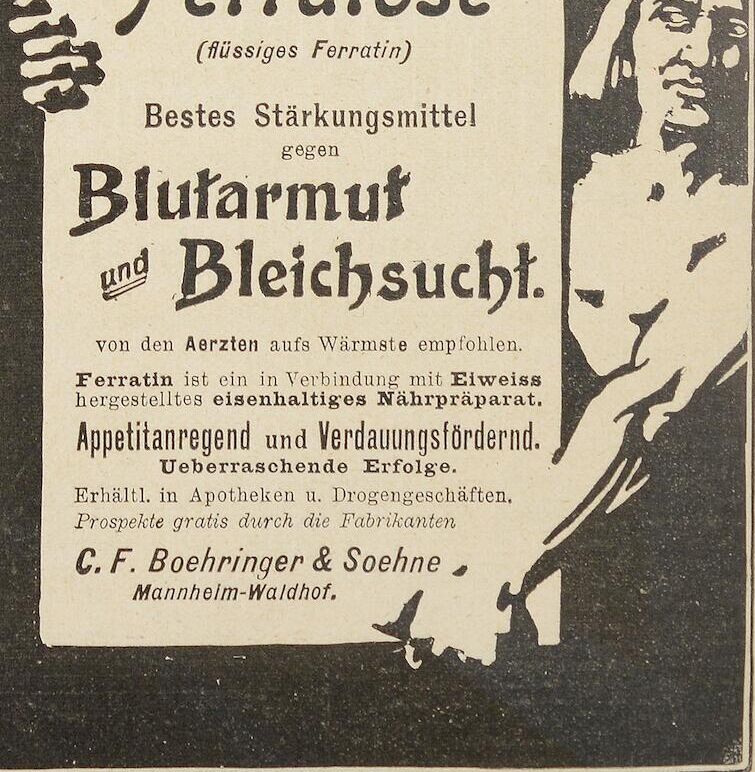 Ferratose
(flüssiges Ferratin)
Bestes Stärkungsmittel
gegen
Blutarmut
und Bleichsucht.
von den Aerzten aufs Wärmste empfohlen.
Ferratin ist ein in Verbindung mit Eiweiss
hergestelltes eisenhaltiges Nährpräparat.
Appetitanregend und Verdauungsfördernd.
Ueberraschende Erfolge.
Erhältl. in Apotheken u. Drogengeschäften.
Prospekte gratis durch die Fabrikanten
C. F. Boehringer & Soehne
Mannheim-Waldhof.